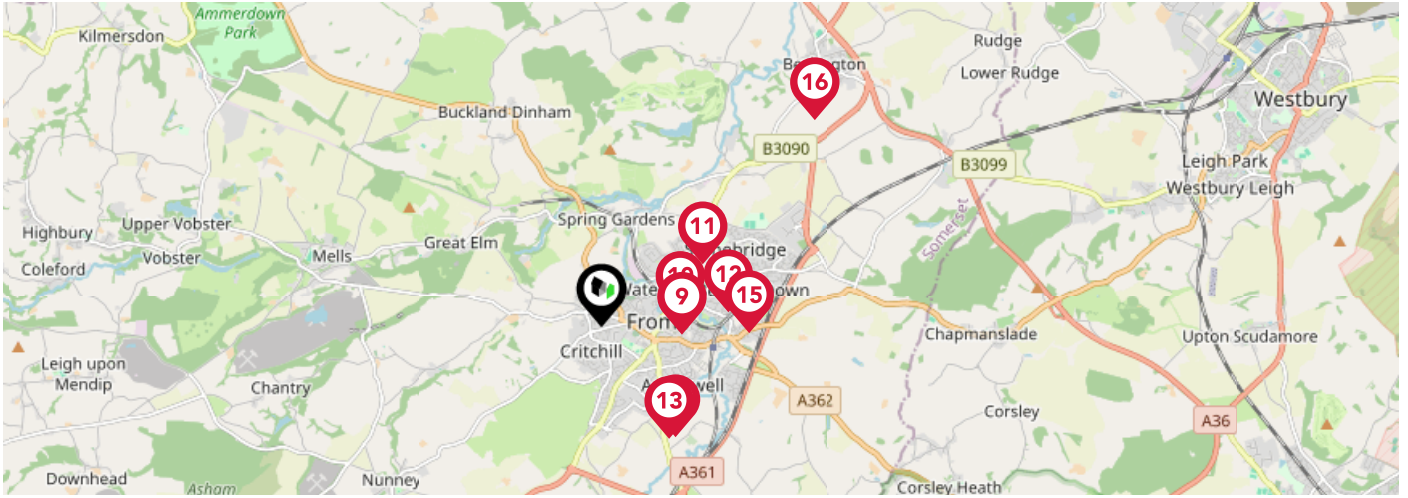 Ammerdown
Park
Kilmersdon
Rudge
Lower Rudge
16
Westbury
Buckland Dinham
B3090
B3099
Leigh Park
Westbury Leigh
Spring Gardens
Upper Vobster
Highbury
11
Somerset
Great Elm
Mells
Vobster
Coleford
10
12
9
15
Chapmanslade
Upton Scudamore
Critchill
Leigh upon
Mendip
Chantry
13
A362
Corsley
A36
A361
Downhead
Asham
Nunney
Corsley Heath